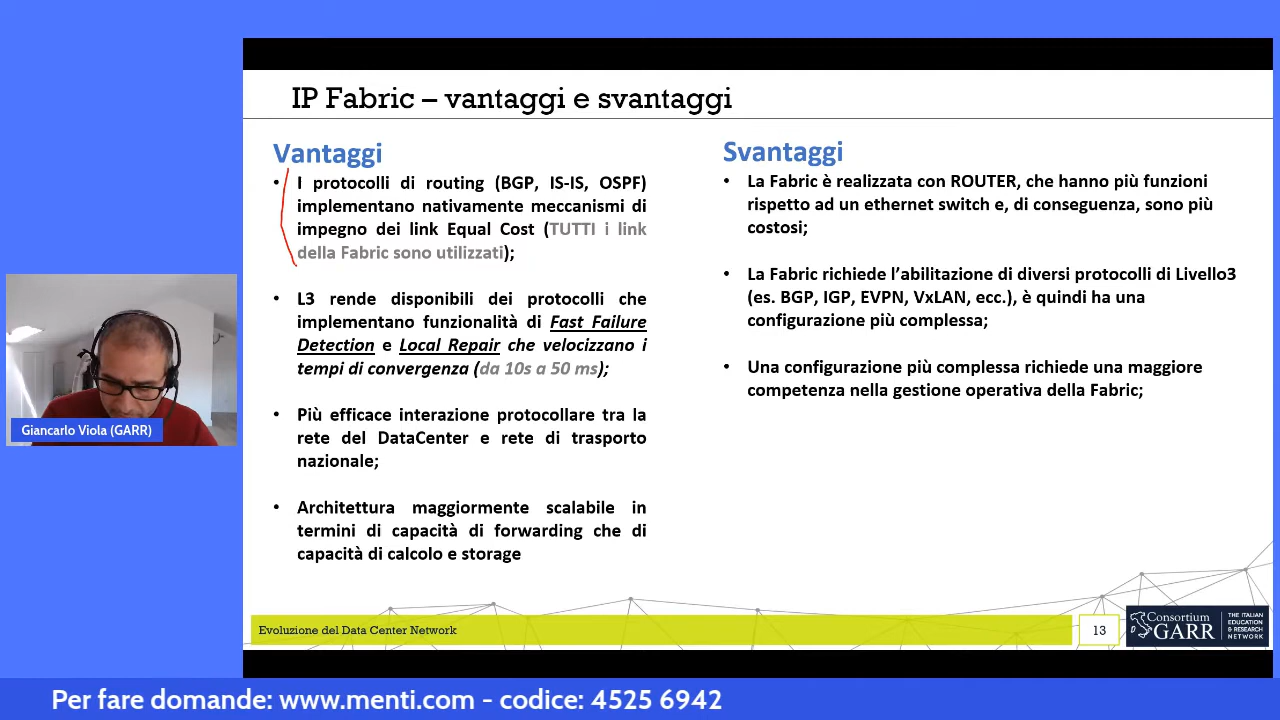 IP Fabric – vantaggi e svantaggi
Vantaggi
• I protocolli di routing (BGP, IS-IS, OSPF)
implementano nativamente meccanismi di
impegno dei link Equal Cost (TUTTI i link
della Fabric sono utilizzati);
• L3 rende disponibili dei protocolli che
implementano funzionalità di Fast Failure
Detection e Local Repair che velocizzano i
tempi di convergenza (da 10s a 50 ms);
• Più efficace interazione protocollare tra la
rete del DataCenter e rete di trasporto
nazionale;
• Architettura maggiormente scalabile in
termini di capacità di forwarding che di
capacità di calcolo e storage
Svantaggi
• La Fabric è realizzata con ROUTER, che hanno più funzioni
rispetto ad un ethernet switch e, di conseguenza, sono più
costosi;
• La Fabric richiede l’abilitazione di diversi protocolli di Livello3
(es. BGP, IGP, EVPN, VxLAN, ecc.), è quindi ha una
configurazione più complessa;
• Una configurazione più complessa richiede una maggiore
competenza nella gestione operativa della Fabric;
Giancarlo Viola (GARR)
Evoluzione del Data Center Network
13
Consortium
GARR
THE ITALIAN
EDUCATION
& RESEARCH
NETWORK
Per fare domande: www.menti.com - codice: 4525 6942